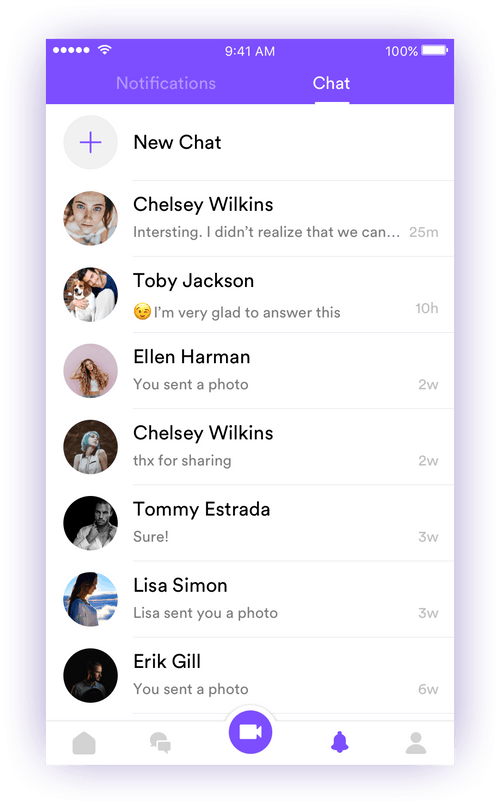 9:41 AM 100%
Notifications Chat
New Chat
Chelsey Wilkins
Intersting. I didn’t realize that we can... 25m
Toby Jackson
😉I’m very glad to answer this 10h
Ellen Harman
You sent a photo 2w
Chelsey Wilkins
thx for sharing 2w
Tommy Estrada
Sure! 3w
Lisa Simon
Lisa sent you a photo 3w
Erik Gill
You sent a photo 6w